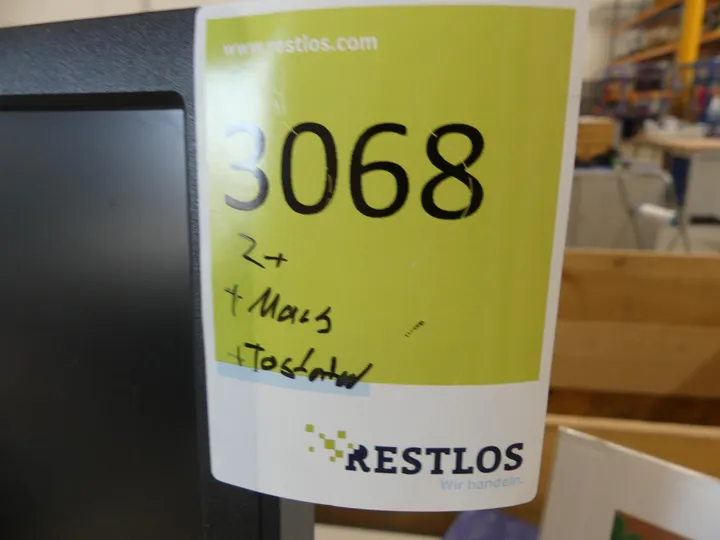 www.restlos.com
3068
2+
+ Maus
+ Tastatur
RESTLOS
Wir handeln.